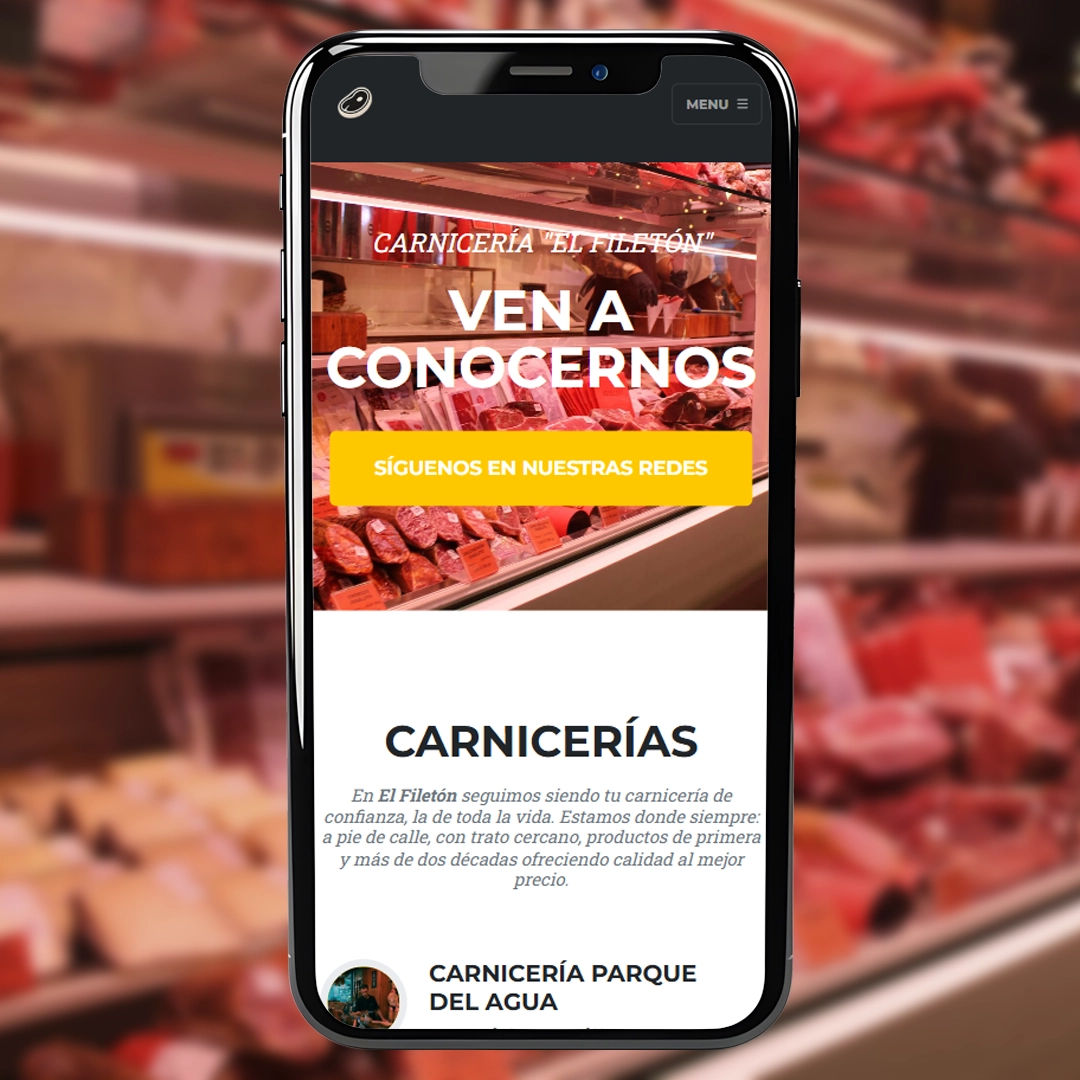 MENU
CARNICERÍA "EL FILETÓN"
VEN A
CONOCERNOS
SÍGUENOS EN NUESTRAS REDES
CARNICERÍAS
En El Filetón seguimos siendo tu carnicería de
confianza, la de toda la vida. Estamos donde siempre:
a pie de calle, con trato cercano, productos de primera
y más de dos décadas ofreciendo calidad al mejor
precio.
CARNICERÍA PARQUE
DEL AGUA